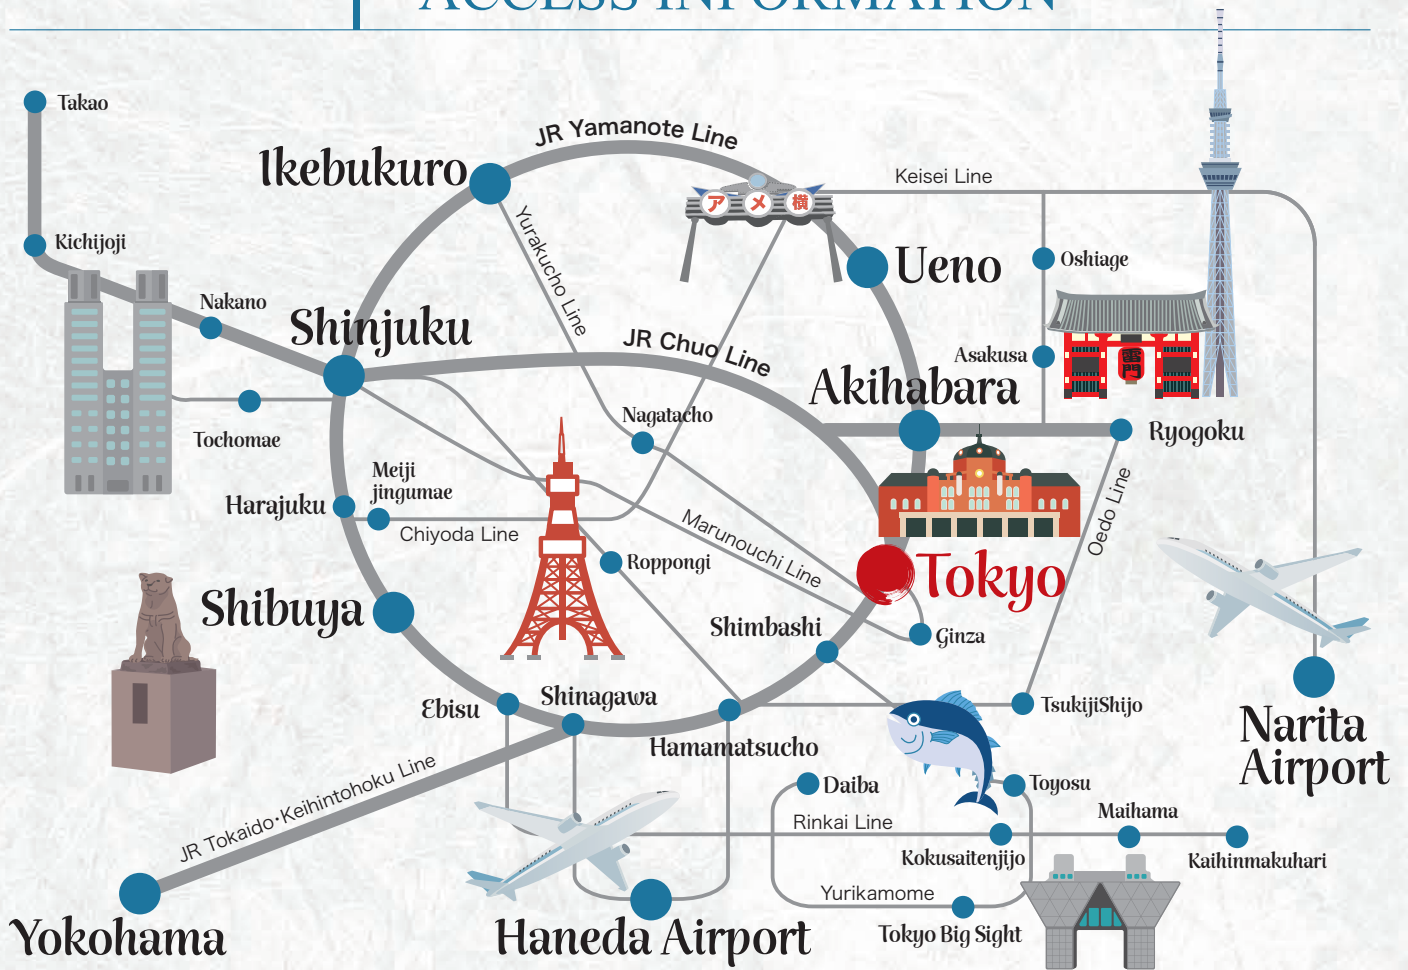 ACCESS INFORMATION
Takao
Ikebukuro
JR Yamanote Line
Keisei Line
アメ横
Kichijoji
Yurakucho Line
Ueno
Oshiage
Nakano
Shinjuku
JR Chuo Line
Asakusa
雷門
Akihabara
Tochomae
Nagatacho
Ryogoku
Meiji
jingumae
Harajuku
Chiyoda Line
Marunouchi Line
Oedo Line
Roppongi
Tokyo
Shibuya
Shimbashi
Ginza
Ebisu
Shinagawa
TsukijiShijo
Hamamatsucho
Narita
Airport
JR Tokaido・Keihintohoku Line
Daiba
Toyosu
Rinkai Line
Maihama
Kokusaitenjijo
Kaihinmakuhari
Yurikamome
Yokohama
Haneda Airport
Tokyo Big Sight